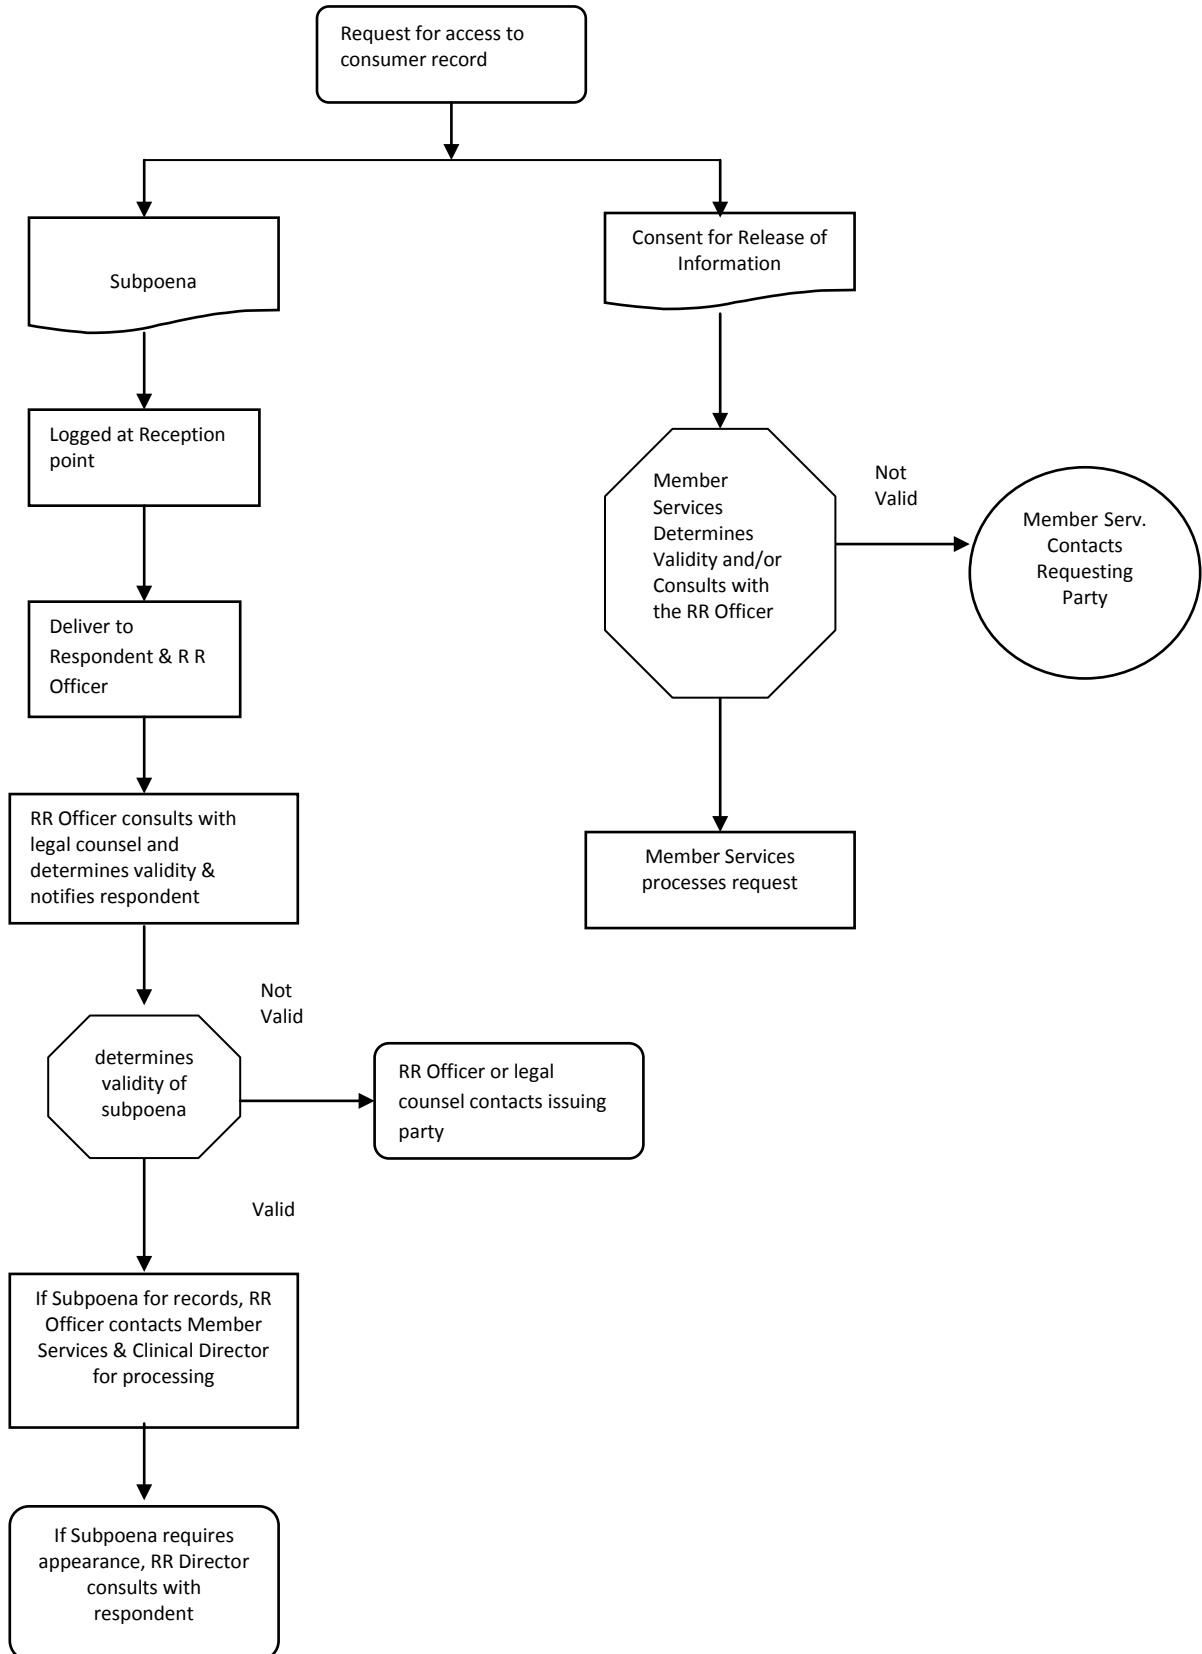 Request for access to
consumer record
Subpoena
Consent for Release of
Information
Logged at Reception
point
Member
Services
Determines
Validity and/or
Consults with
the RR Officer
Not
Valid
Member Serv.
Contacts
Requesting
Party
Deliver to
Respondent & R R
Officer
RR Officer consults with
legal counsel and
determines validity &
notifies respondent
Member Services
processes request
Not
Valid
determines
validity of
subpoena
RR Officer or legal
counsel contacts issuing
party
Valid
If Subpoena for records, RR
Officer contacts Member
Services & Clinical Director
for processing
If Subpoena requires
appearance, RR Director
consults with
respondent